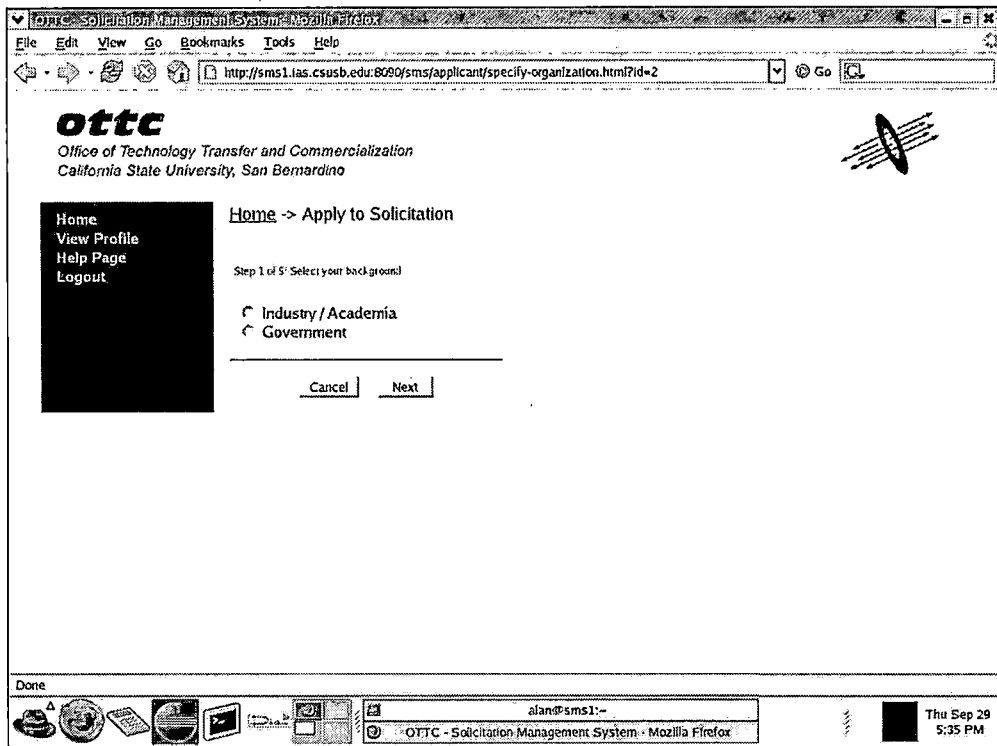 OTTC - Solicitation Management System - Mozilla Firefox
File Edit View Go Bookmarks Tools Help
http://sms1.ias.csusb.edu:8090/sms/applicant/specify-organization.html?id=2
Go
ottc
Office of Technology Transfer and Commercialization
California State University, San Bernardino
Home
View Profile
Help Page
Logout
Home -> Apply to Solicitation
Step 1 of 5: Select your background
Industry / Academia
Government
Cancel Next
Done
alan@sms1:~
OTTC - Solicitation Management System - Mozilla Firefox
Thu Sep 29
5:35 PM